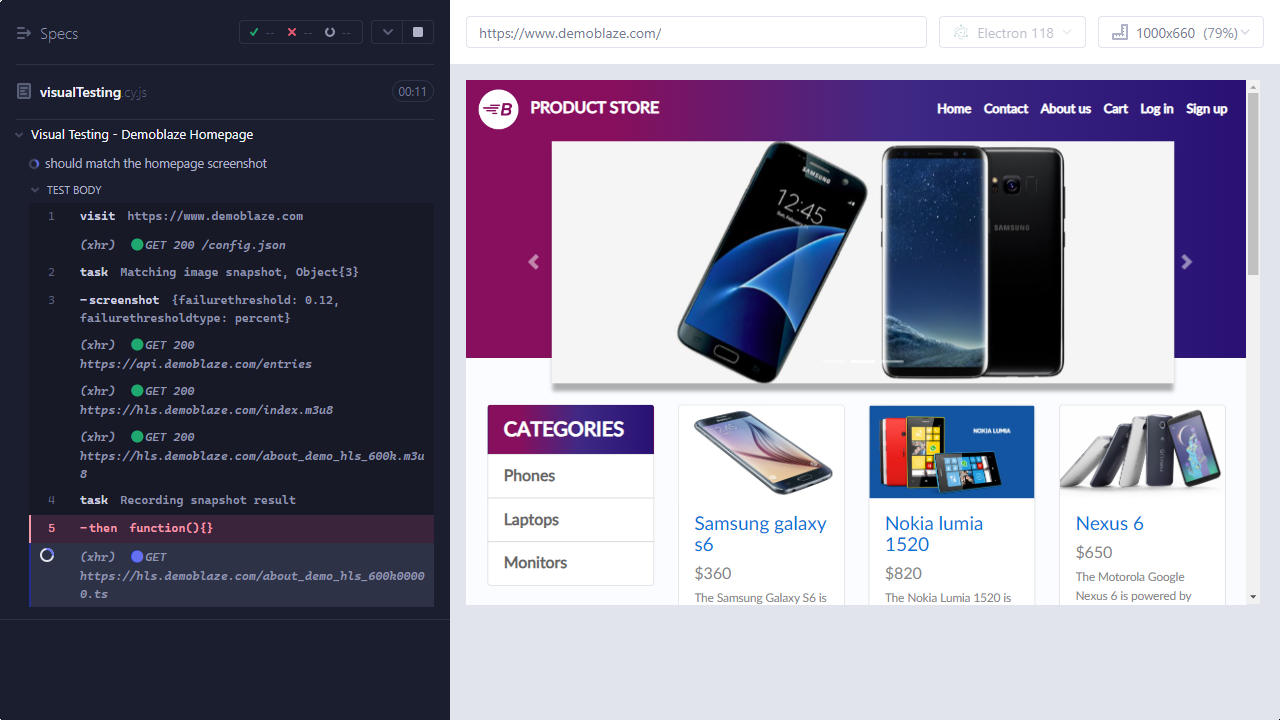 Specs
--
--
--
visualTesting.cy.js
00:11
Visual Testing - Demoblaze Homepage
should match the homepage screenshot
TEST BODY
1 visit https://www.demoblaze.com
(xhr) GET 200 /config.json
2 task Matching image snapshot, Object{3}
3 -screenshot {failurethreshold: 0.12,
failurethresholdtype: percent}
(xhr) GET 200
https://api.demoblaze.com/entries
(xhr) GET 200
https://hls.demoblaze.com/index.m3u8
(xhr) GET 200
https://hls.demoblaze.com/about_demo_hls_600k.m3u
8
4 task Recording snapshot result
5 -then function(){}
(xhr) GET
https://hls.demoblaze.com/about_demo_hls_600k0000
0.ts
https://www.demoblaze.com/
Electron 118
1000x660 (79%)
B PRODUCT STORE
Home Contact About us Cart Log in Sign up
SAMSUNG
12:45
SAMSUNG
CATEGORIES
Phones
Laptops
Monitors
Samsung galaxy
s6
$360
The Samsung Galaxy S6 is
NOKIA LUMIA
Nokia lumia
1520
$820
The Nokia Lumia 1520 is
Nexus 6
$650
The Motorola Google
Nexus 6 is powered by